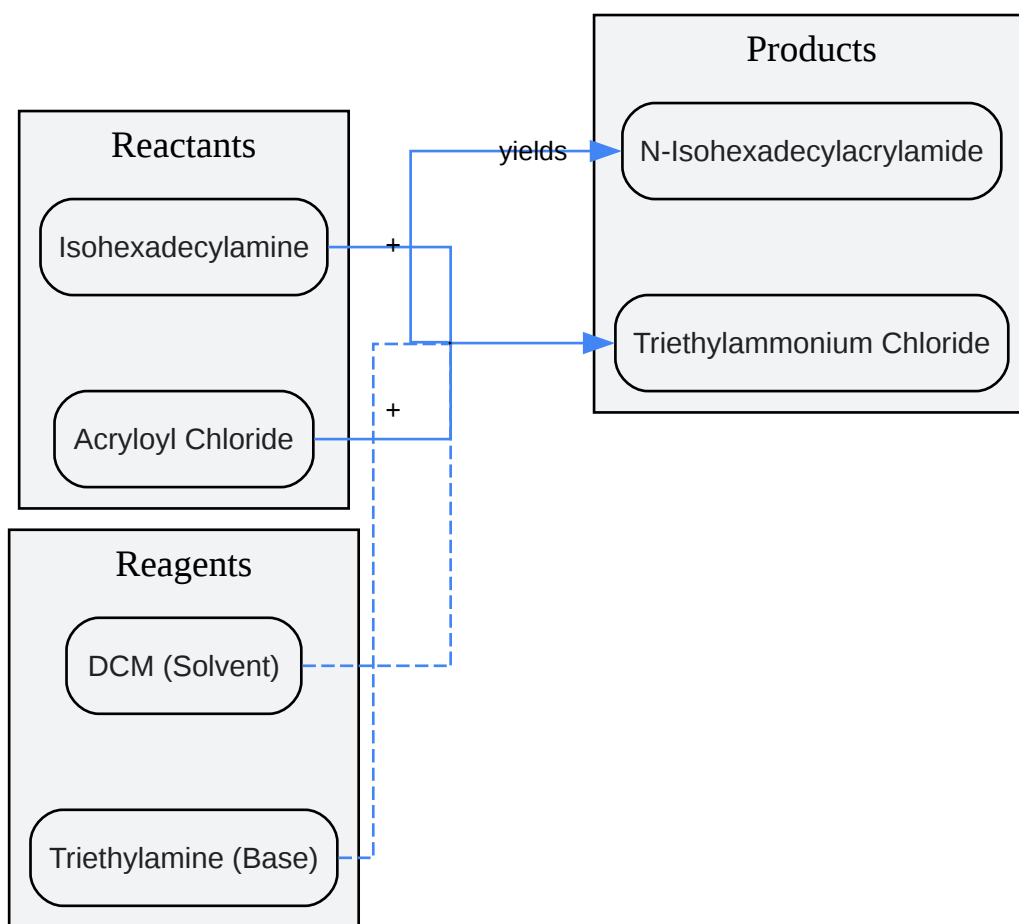 Products
Reactants
yields
N-Isohexadecylacrylamide
Isohexadecylamine
+
Triethylammonium Chloride
+
Acryloyl Chloride
Reagents
DCM (Solvent)
Triethylamine (Base)